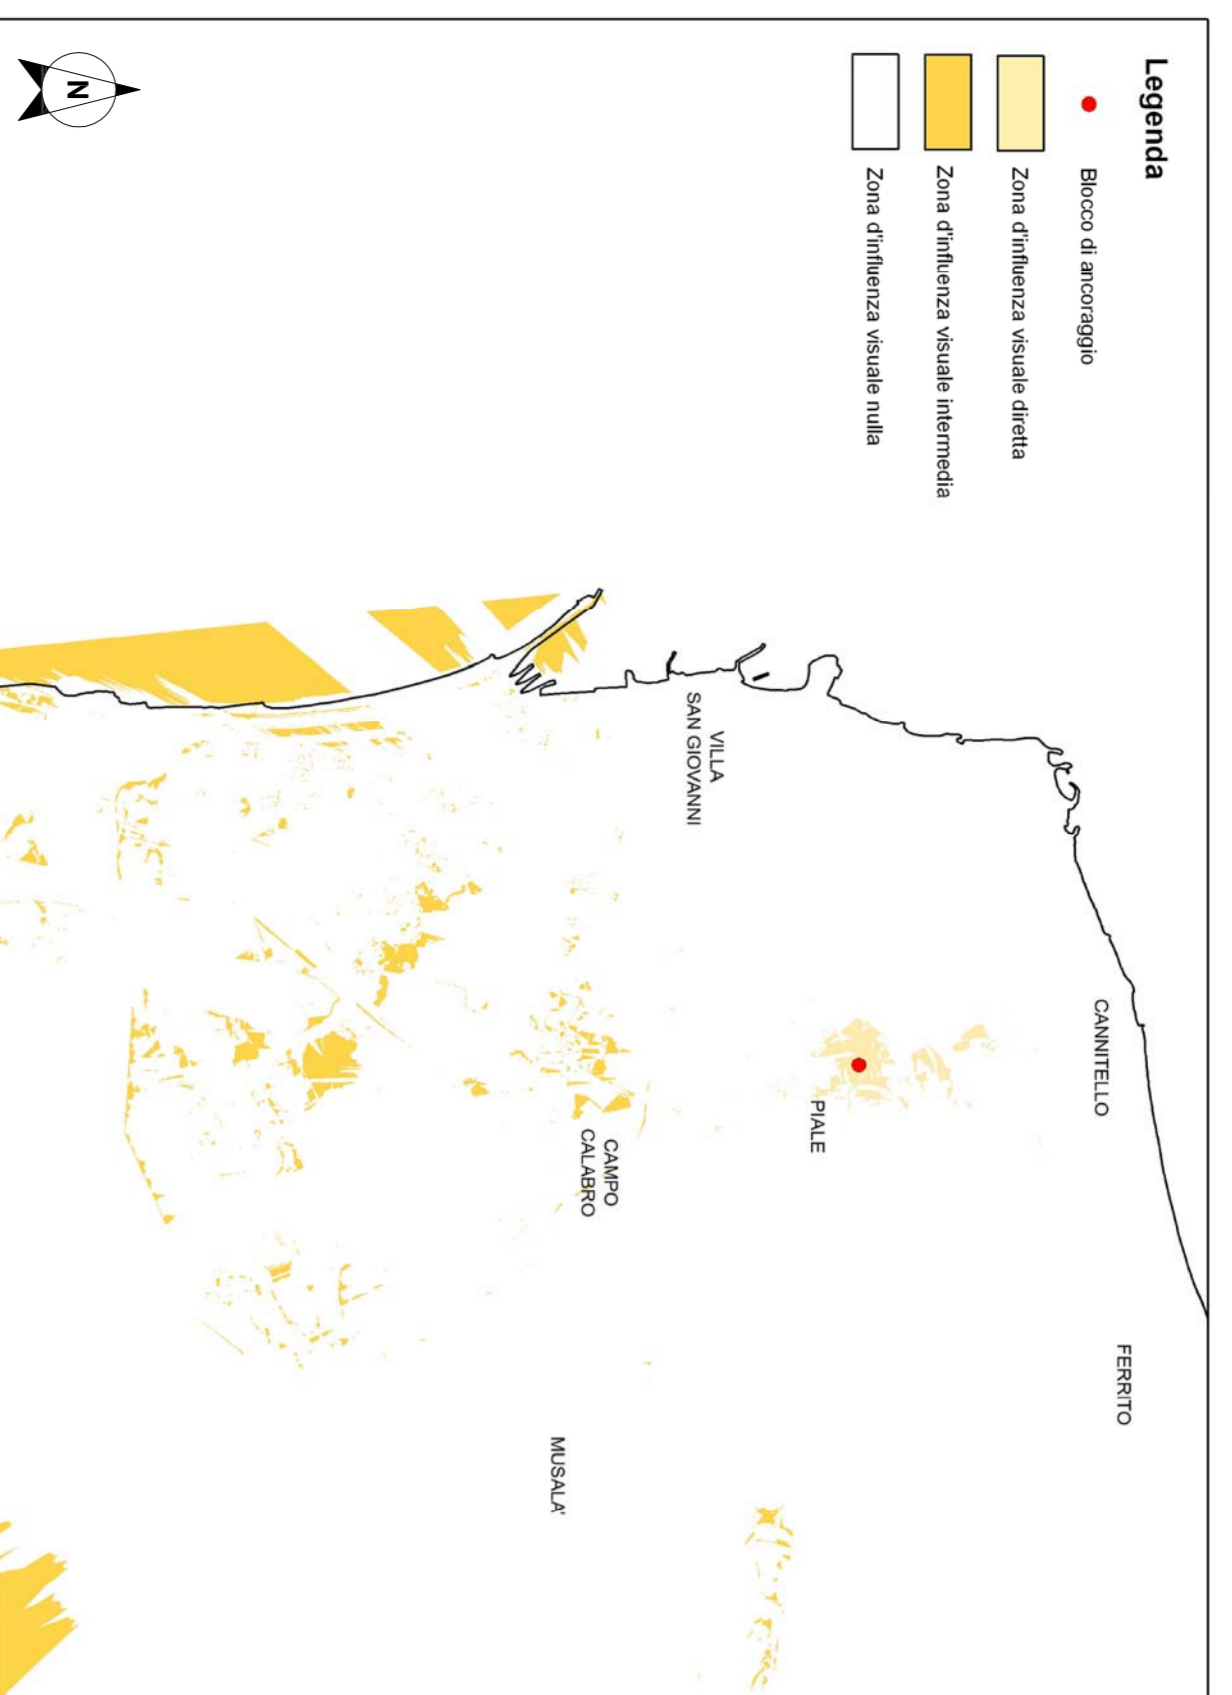 Legenda
Blocco di ancoraggio
Zona d'influenza visuale diretta
Zona d'influenza visuale intermedia
Zona d'influenza visuale nulla
FERRITO
CANNITELLO
PIALE
VILLA
SAN GIOVANNI
CAMPO
CALABRO
MUSALA'
N